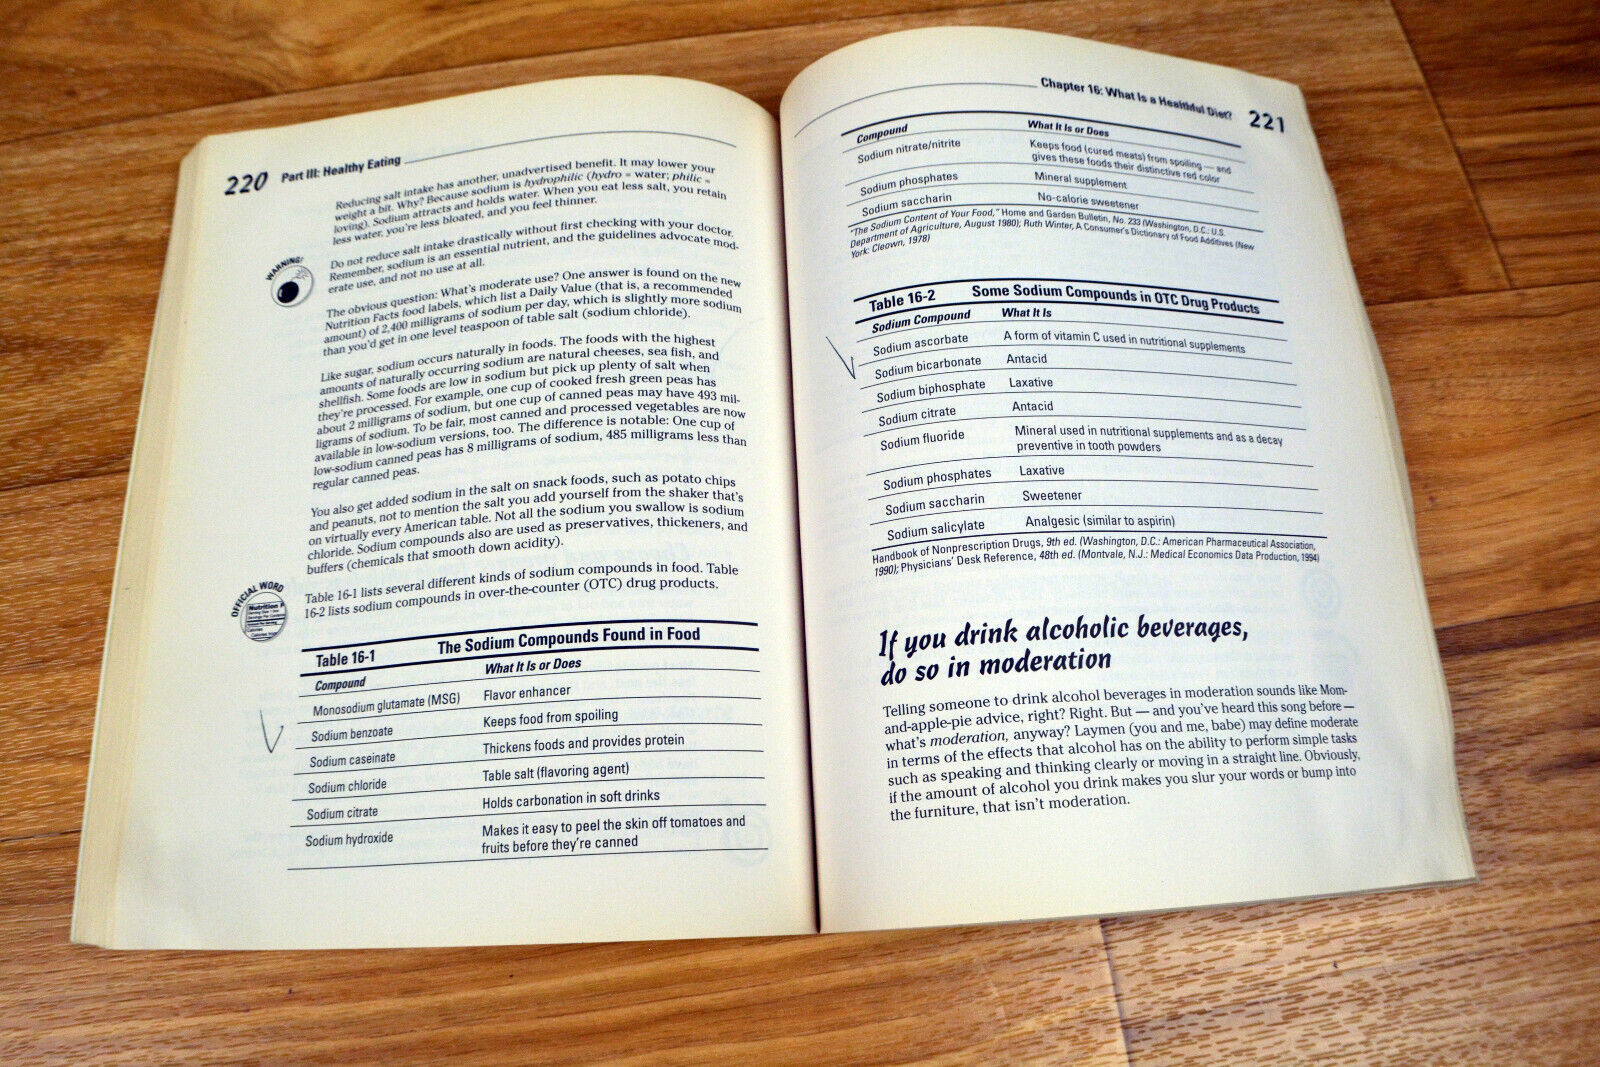 220 Part III: Healthy Eating
Reducing salt intake has another, unadvertised benefit. It may lower your
weight a bit. Why? Because sodium is hydrophilic (hydro = water; philic =
loving). Sodium attracts and holds water. When you eat less salt, you retain
less water, you're less bloated, and you feel thinner.
WARNING!
Do not reduce salt intake drastically without first checking with your doctor.
Remember, sodium is an essential nutrient, and the guidelines advocate mod-
erate use, and not no use at all.
The obvious question: What's moderate use? One answer is found on the new
Nutrition Facts food labels, which list a Daily Value (that is, a recommended
amount) of 2,400 milligrams of sodium per day, which is slightly more sodium
than you'd get in one level teaspoon of table salt (sodium chloride).
Like sugar, sodium occurs naturally in foods. The foods with the highest
amounts of naturally occurring sodium are natural cheeses, sea fish, and
shellfish. Some foods are low in sodium but pick up plenty of salt when
they're processed. For example, one cup of cooked fresh green peas has
about 2 milligrams of sodium, but one cup of canned peas may have 493 mil-
ligrams of sodium. To be fair, most canned and processed vegetables are now
available in low-sodium versions, too. The difference is notable: One cup of
low-sodium canned peas has 8 milligrams of sodium, 485 milligrams less than
regular canned peas.
You also get added sodium in the salt on snack foods, such as potato chips
and peanuts, not to mention the salt you add yourself from the shaker that's
on virtually every American table. Not all the sodium you swallow is sodium
chloride. Sodium compounds also are used as preservatives, thickeners, and
buffers (chemicals that smooth down acidity).
OFFICIAL WORD
Nutrition F
Table 16-1 lists several different kinds of sodium compounds in food. Table
16-2 lists sodium compounds in over-the-counter (OTC) drug products.
Table 16-1 The Sodium Compounds Found in Food
Compound What It Is or Does
Monosodium glutamate (MSG) Flavor enhancer
Sodium benzoate Keeps food from spoiling
Sodium caseinate Thickens foods and provides protein
Sodium chloride Table salt (flavoring agent)
Sodium citrate Holds carbonation in soft drinks
Sodium hydroxide Makes it easy to peel the skin off tomatoes and
fruits before they're canned
Chapter 16: What Is a Healthful Diet? 221
Compound What It Is or Does
Sodium nitrate/nitrite Keeps food (cured meats) from spoiling — and
gives these foods their distinctive red color
Sodium phosphates Mineral supplement
Sodium saccharin No-calorie sweetener
"The Sodium Content of Your Food," Home and Garden Bulletin, No. 233 (Washington, D.C.: U.S.
Department of Agriculture, August 1980); Ruth Winter, A Consumer's Dictionary of Food Additives (New
York: Cleown, 1978)
Table 16-2 Some Sodium Compounds in OTC Drug Products
Sodium Compound What It Is
Sodium ascorbate A form of vitamin C used in nutritional supplements
Sodium bicarbonate Antacid
Sodium biphosphate Laxative
Sodium citrate Antacid
Sodium fluoride Mineral used in nutritional supplements and as a decay
preventive in tooth powders
Sodium phosphates Laxative
Sodium saccharin Sweetener
Sodium salicylate Analgesic (similar to aspirin)
Handbook of Nonprescription Drugs, 9th ed. (Washington, D.C.: American Pharmaceutical Association,
1990); Physicians' Desk Reference, 48th ed. (Montvale, N.J.: Medical Economics Data Production, 1994)
If you drink alcoholic beverages,
do so in moderation
Telling someone to drink alcohol beverages in moderation sounds like Mom-
and-apple-pie advice, right? Right. But — and you've heard this song before —
what's moderation, anyway? Laymen (you and me, babe) may define moderate
in terms of the effects that alcohol has on the ability to perform simple tasks
such as speaking and thinking clearly or moving in a straight line. Obviously,
if the amount of alcohol you drink makes you slur your words or bump into
the furniture, that isn't moderation.